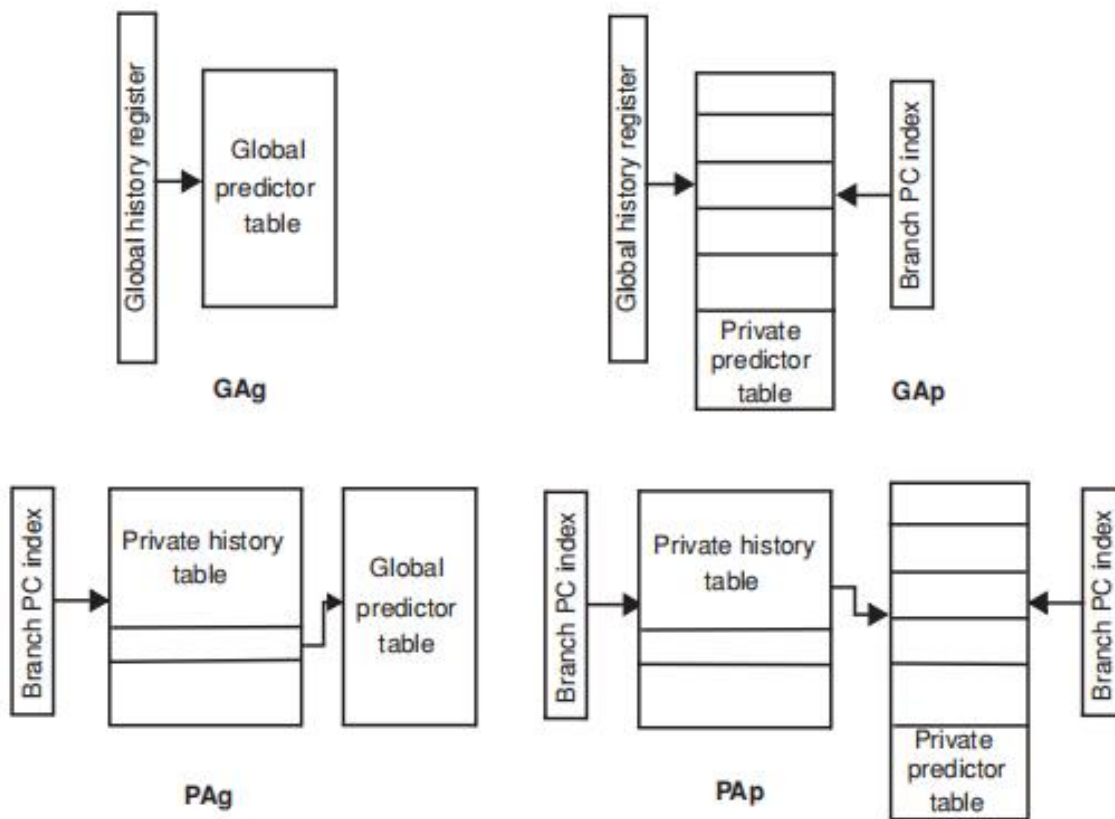 Global history register
Global
predictor
table
GAg
Global history register
Private
predictor
table
Branch PC index
GAp
Branch PC index
Private history
table
Global
predictor
table
PAg
Branch PC index
Private history
table
Private
predictor
table
Branch PC index
PAp